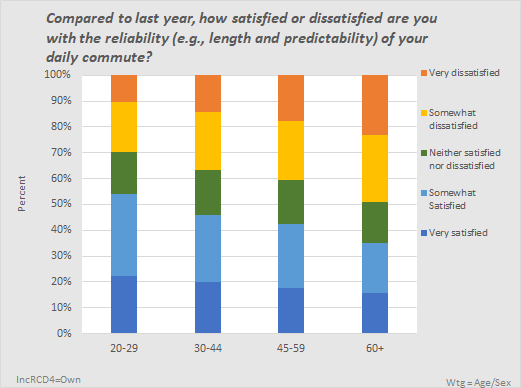 Compared to last year, how satisfied or dissatisfied are you
with the reliability (e.g., length and predictability) of your
daily commute?
100%
90%
80%
70%
60%
50%
40%
30%
20%
10%
0%
Percent
20-29
30-44
45-59
60+
Very dissatisfied
Somewhat
dissatisfied
Neither satisfied
nor dissatisfied
Somewhat
Satisfied
Very satisfied
IncRCD4=Own
Wtg = Age/Sex